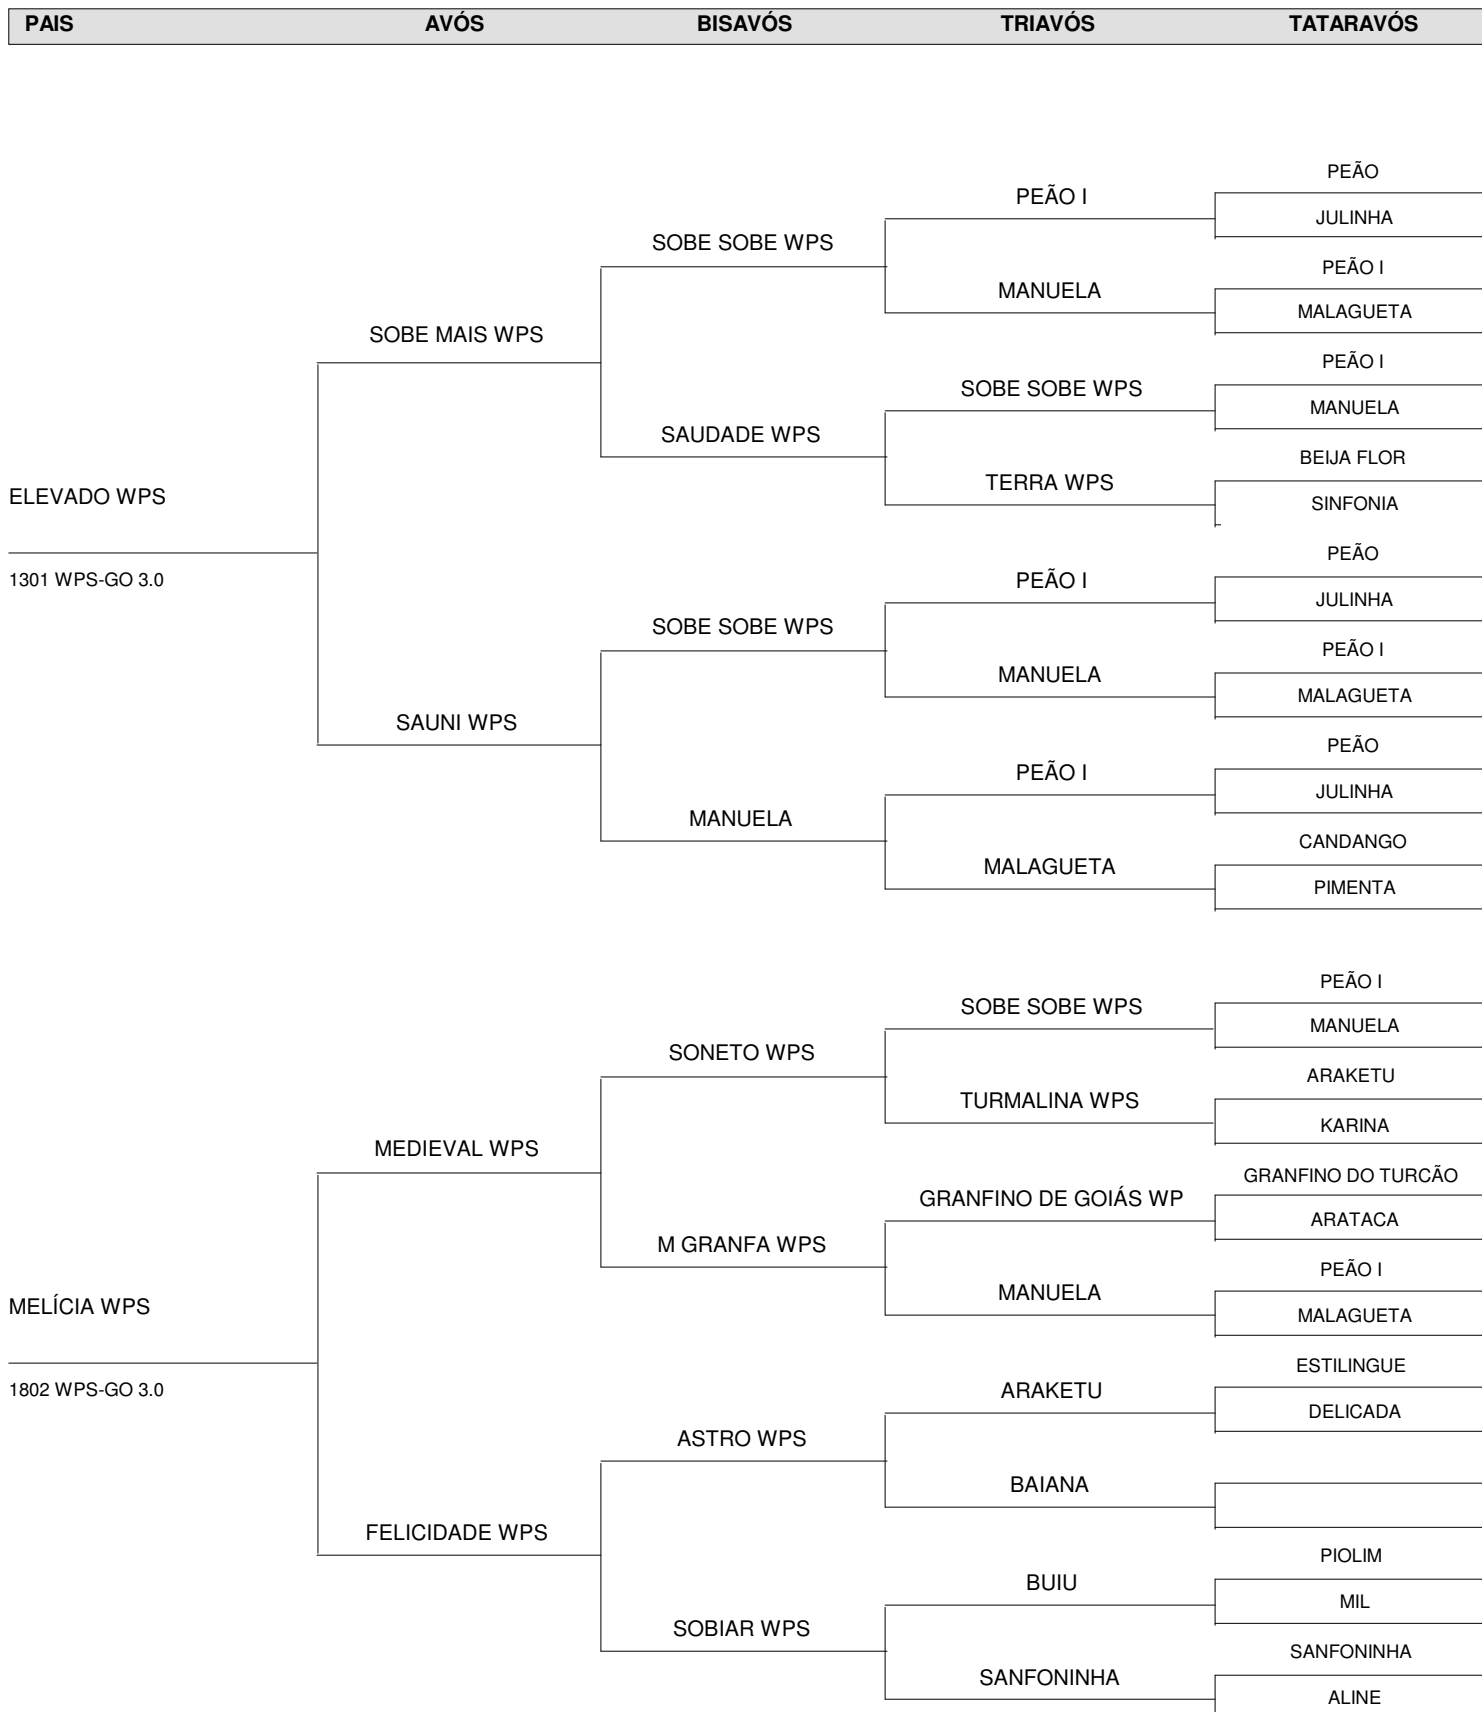 PAIS AVÓS BISAVÓS TRIAVÓS TATARAVÓS
PEÃO
PEÃO I
JULINHA
SOBE SOBE WPS
PEÃO I
MANUELA
MALAGUETA
SOBE MAIS WPS
PEÃO I
SOBE SOBE WPS
MANUELA
SAUDADE WPS
BEIJA FLOR
TERRA WPS
ELEVADO WPS
SINFONIA
PEÃO
1301 WPS-GO 3.0
PEÃO I
JULINHA
SOBE SOBE WPS
PEÃO I
MANUELA
MALAGUETA
SAUNI WPS
PEÃO
PEÃO I
JULINHA
MANUELA
CANDANGO
MALAGUETA
PIMENTA
PEÃO I
SOBE SOBE WPS
MANUELA
SONETO WPS
ARAKETU
TURMALINA WPS
KARINA
MEDIEVAL WPS
GRANFINO DO TURCÃO
GRANFINO DE GOIÁS WP
ARATACA
M GRANFA WPS
PEÃO I
MANUELA
MELÍCIA WPS
MALAGUETA
ESTILINGUE
1802 WPS-GO 3.0
ARAKETU
DELICADA
ASTRO WPS
BAIANA
FELICIDADE WPS
PIOLIM
BUIU
MIL
SOBIAR WPS
SANFONINHA
SANFONINHA
ALINE